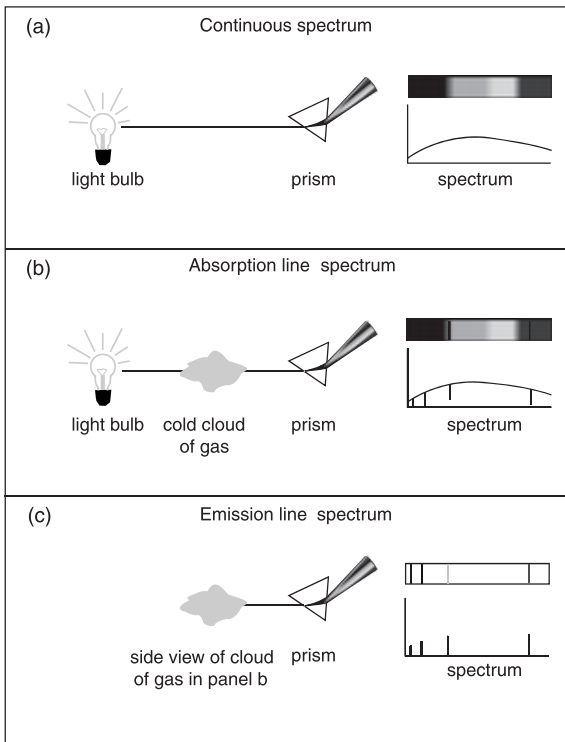 (a)
Continuous spectrum
light bulb
prism
spectrum
(b)
Absorption line spectrum
light bulb
cold cloud
of gas
prism
spectrum
(c)
Emission line spectrum
side view of cloud
of gas in panel b
prism
spectrum